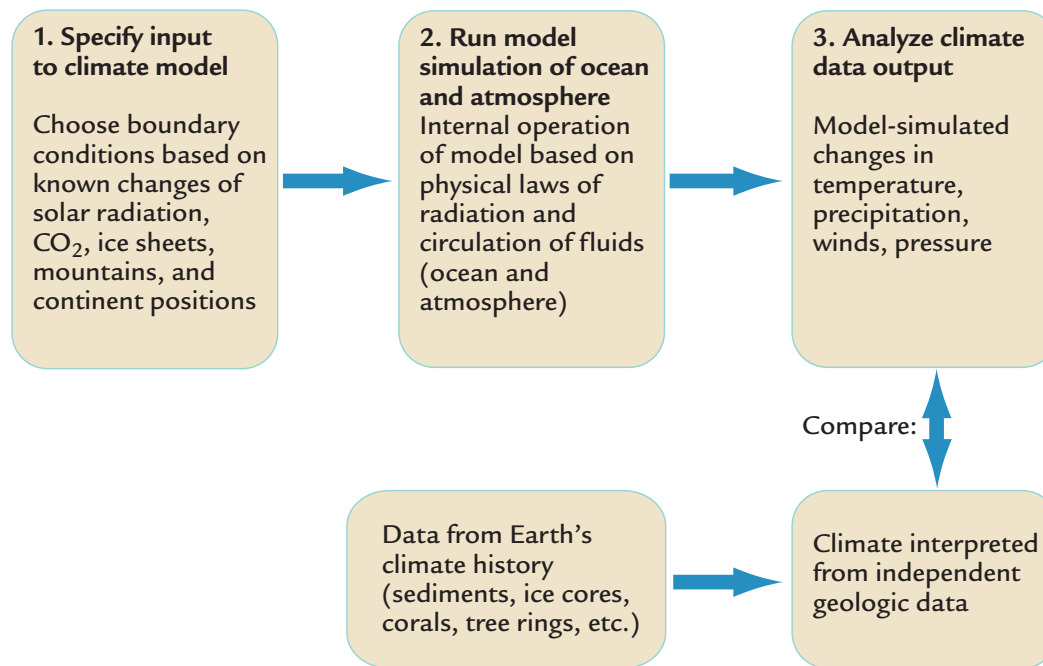 1. Specify input
to climate model
Choose boundary
conditions based on
known changes of
solar radiation,
CO₂, ice sheets,
mountains, and
continent positions
2. Run model
simulation of ocean
and atmosphere
Internal operation
of model based on
physical laws of
radiation and
circulation of fluids
(ocean and
atmosphere)
3. Analyze climate
data output
Model-simulated
changes in
temperature,
precipitation,
winds, pressure
Compare:
Data from Earth’s
climate history
(sediments, ice cores,
corals, tree rings, etc.)
Climate interpreted
from independent
geologic data